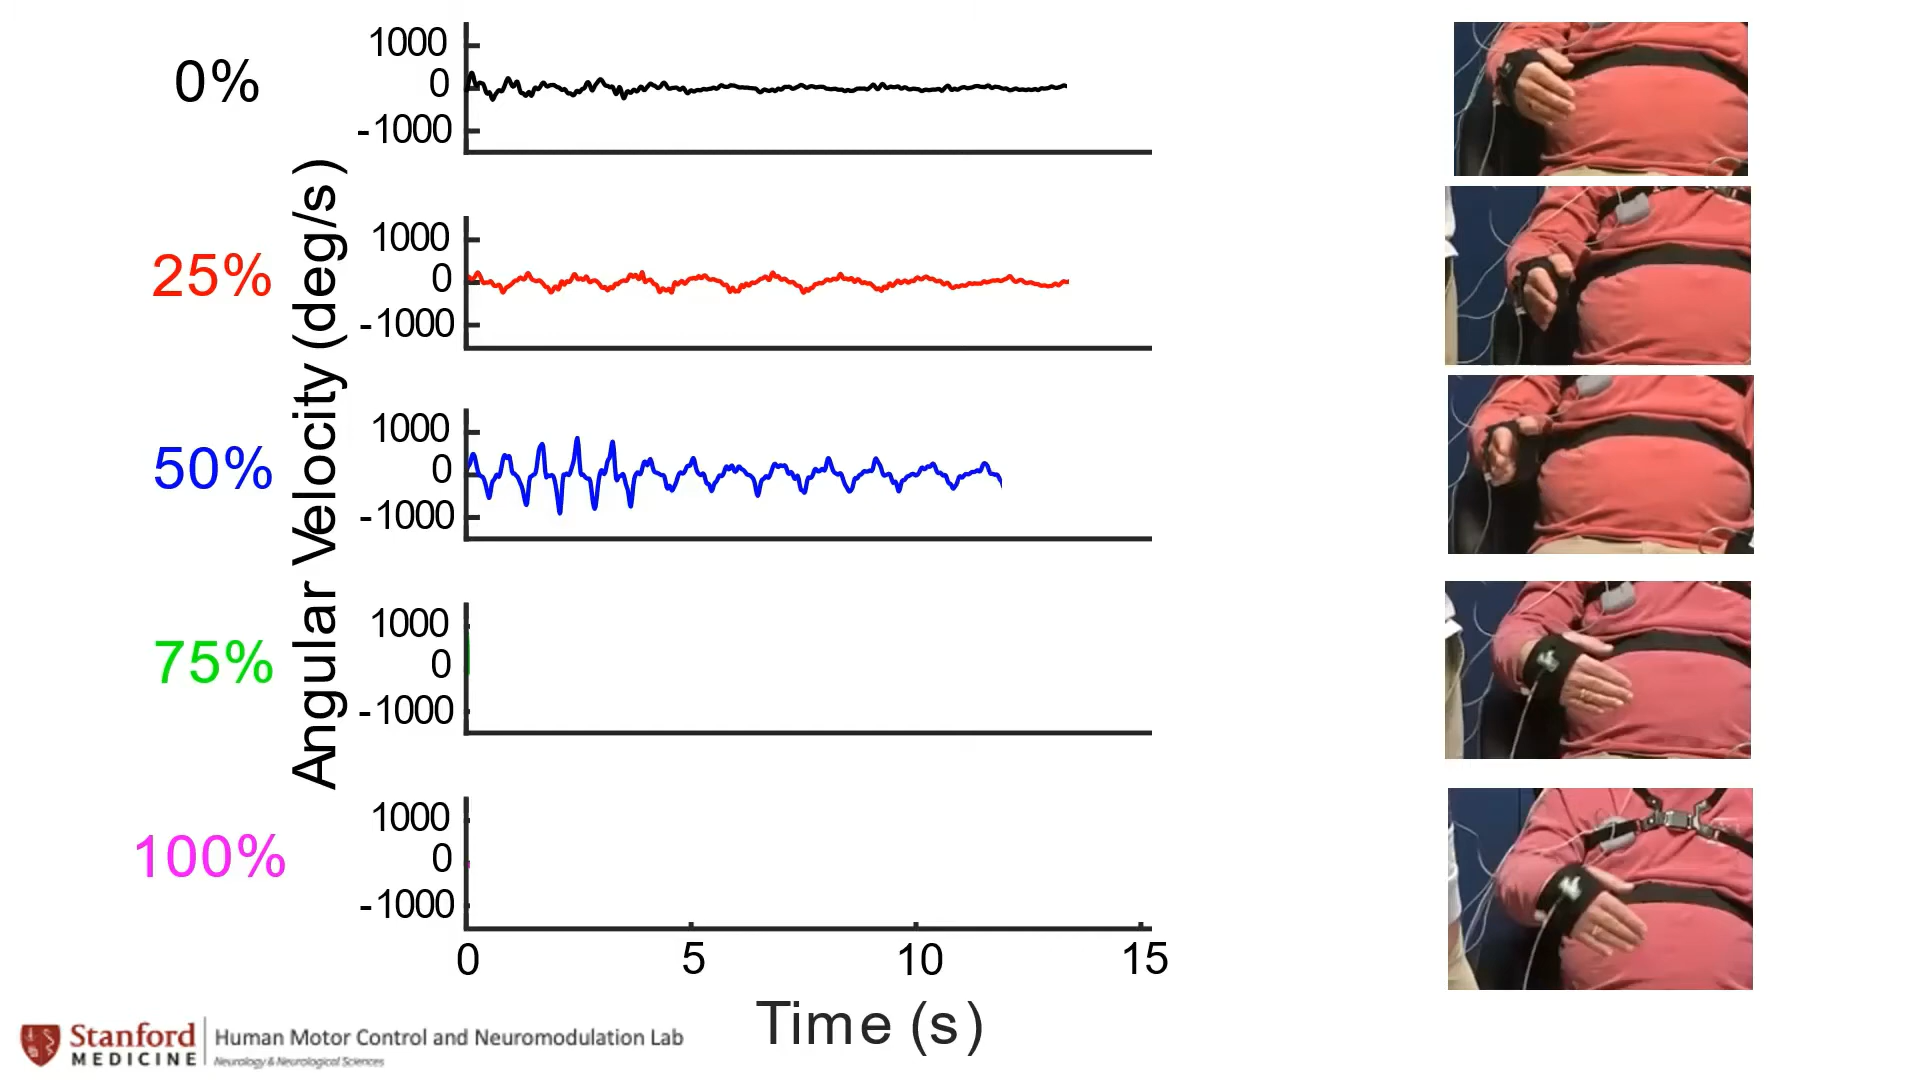 0%
1000
0
-1000
25%
1000
0
-1000
50%
1000
0
-1000
75%
1000
0
-1000
100%
1000
0
-1000
Angular Velocity (deg/s)
0 5 10 15
Time (s)
Stanford
MEDICINE
Human Motor Control and Neuromodulation Lab
Neurology & Neurological Sciences